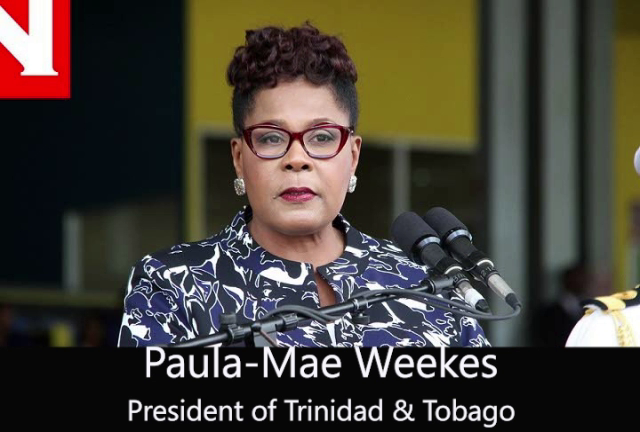 N
Paula-Mae Weekes
President of Trinidad & Tobago